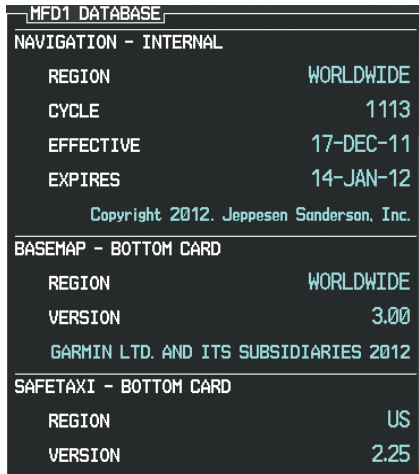 MFD1 DATABASE
NAVIGATION - INTERNAL
REGION WORLDWIDE
CYCLE 1113
EFFECTIVE 17-DEC-11
EXPIRES 14-JAN-12
Copyright 2012. Jeppesen Sanderson, Inc.
BASEMAP - BOTTOM CARD
REGION WORLDWIDE
VERSION 3.00
GARMIN LTD. AND ITS SUBSIDIARIES 2012
SAFETAXI - BOTTOM CARD
REGION US
VERSION 2.25